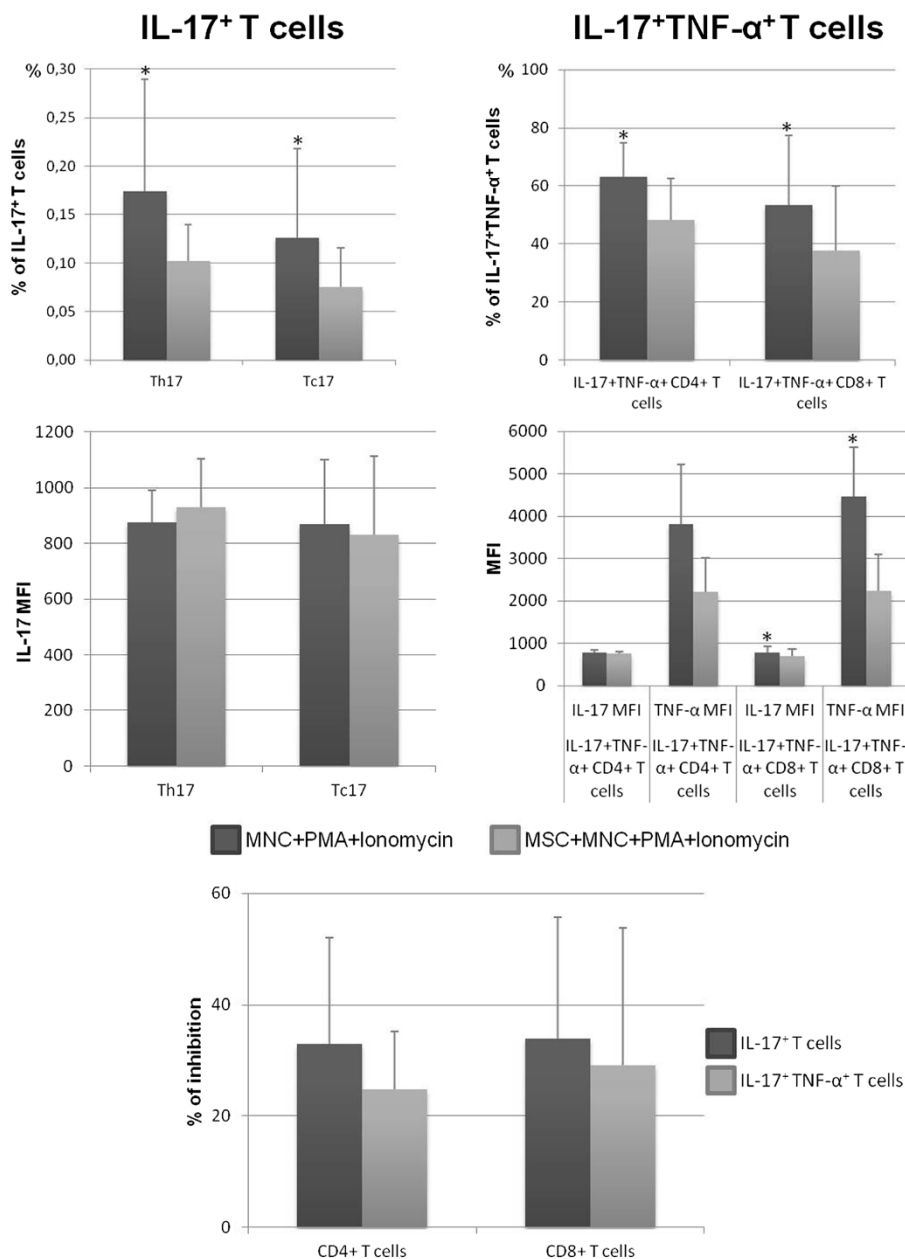 IL-17⁺ T cells
%
% of IL-17⁺ T cells
0,30
0,25
0,20
0,15
0,10
0,05
0,00
*
*
Th17 Tc17
IL-17⁺TNF-α⁺ T cells
%
% of IL-17⁺TNF-α⁺ T cells
100
80
60
40
20
0
*
*
IL-17+TNF-α+CD4+ T
cells
IL-17+TNF-α+CD8+ T
cells
IL-17 MFI
1200
1000
800
600
400
200
0
Th17 Tc17
MFI
6000
5000
4000
3000
2000
1000
0
*
*
IL-17 MFI TNF-α MFI IL-17 MFI TNF-α MFI
IL-17+TNF-
α+ CD4+ T
cells
IL-17+TNF-
α+ CD4+ T
cells
IL-17+TNF-
α+ CD8+ T
cells
IL-17+TNF-
α+ CD8+ T
cells
MNC+PMA+Ionomycin
MSC+MNC+PMA+Ionomycin
% of inhibition
60
40
20
0
CD4+ T cells CD8+ T cells
IL-17⁺ T cells
IL-17⁺ TNF-α⁺ T cells